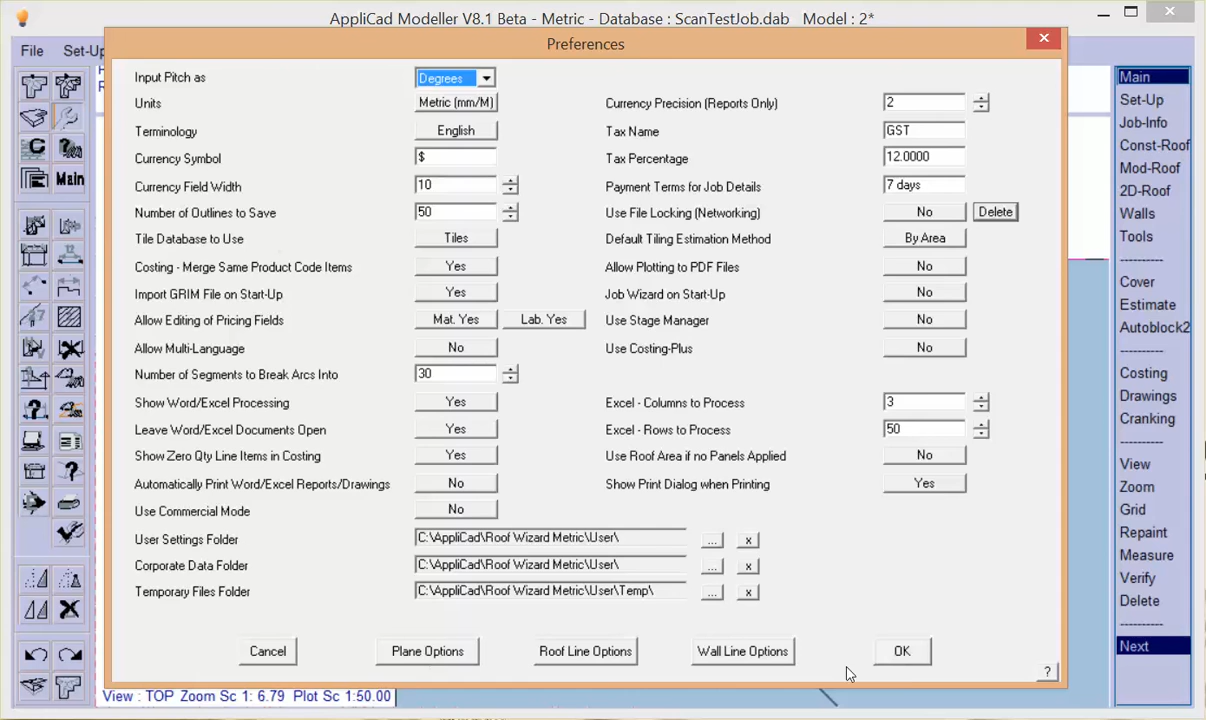 AppliCad Modeller V8.1 Beta - Metric - Database : ScanTestJob.dab Model : 2*
File Set-Up
Preferences
Input Pitch as Degrees
Units Metric (mm/M) Currency Precision (Reports Only) 2
Terminology English Tax Name GST
Currency Symbol $ Tax Percentage 12.0000
Currency Field Width 10 Payment Terms for Job Details 7 days
Number of Outlines to Save 50 Use File Locking (Networking) No Delete
Tile Database to Use Tiles Default Tiling Estimation Method By Area
Costing - Merge Same Product Code Items Yes Allow Plotting to PDF Files No
Import GRIM File on Start-Up Yes Job Wizard on Start-Up No
Allow Editing of Pricing Fields Mat. Yes Lab. Yes Use Stage Manager No
Allow Multi-Language No Use Costing-Plus No
Number of Segments to Break Arcs Into 30
Show Word/Excel Processing Yes Excel - Columns to Process 3
Leave Word/Excel Documents Open Yes Excel - Rows to Process 50
Show Zero Qty Line Items in Costing Yes Use Roof Area if no Panels Applied No
Automatically Print Word/Excel Reports/Drawings No Show Print Dialog when Printing Yes
Use Commercial Mode No
User Settings Folder C:\AppliCad\Roof Wizard Metric\User\ ... x
Corporate Data Folder C:\AppliCad\Roof Wizard Metric\User\ ... x
Temporary Files Folder C:\AppliCad\Roof Wizard Metric\User\Temp\ ... x
Cancel Plane Options Roof Line Options Wall Line Options OK
?
View : TOP Zoom Sc 1: 6.79 Plot Sc 1:50.00
Main
Main
Set-Up
Job-Info
Const-Roof
Mod-Roof
2D-Roof
Walls
Tools
----------
Cover
Estimate
Autoblock2
----------
Costing
Drawings
Cranking
----------
View
Zoom
Grid
Repaint
Measure
Verify
Delete
----------
Next